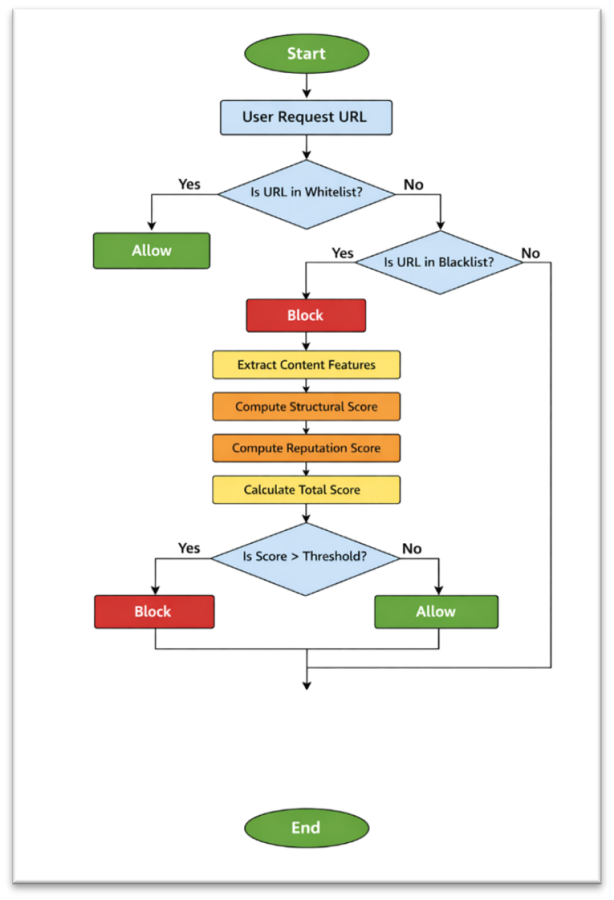 Start
User Request URL
Is URL in Whitelist?
Yes
No
Allow
Is URL in Blacklist?
Yes
No
Block
Extract Content Features
Compute Structural Score
Compute Reputation Score
Calculate Total Score
Is Score > Threshold?
Yes
No
Block
Allow
End